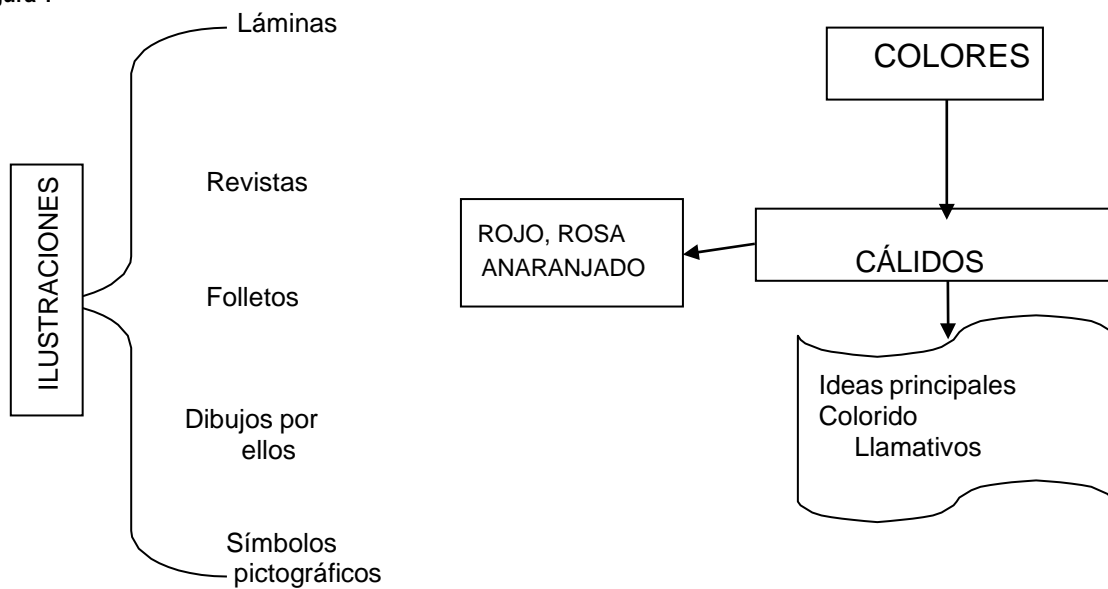 Láminas
Revistas
ILUSTRACIONES
Folletos
Dibujos por
ellos
Símbolos
pictográficos
COLORES
CÁLIDOS
ROJO, ROSA
ANARANJADO
Ideas principales
Colorido
Llamativos